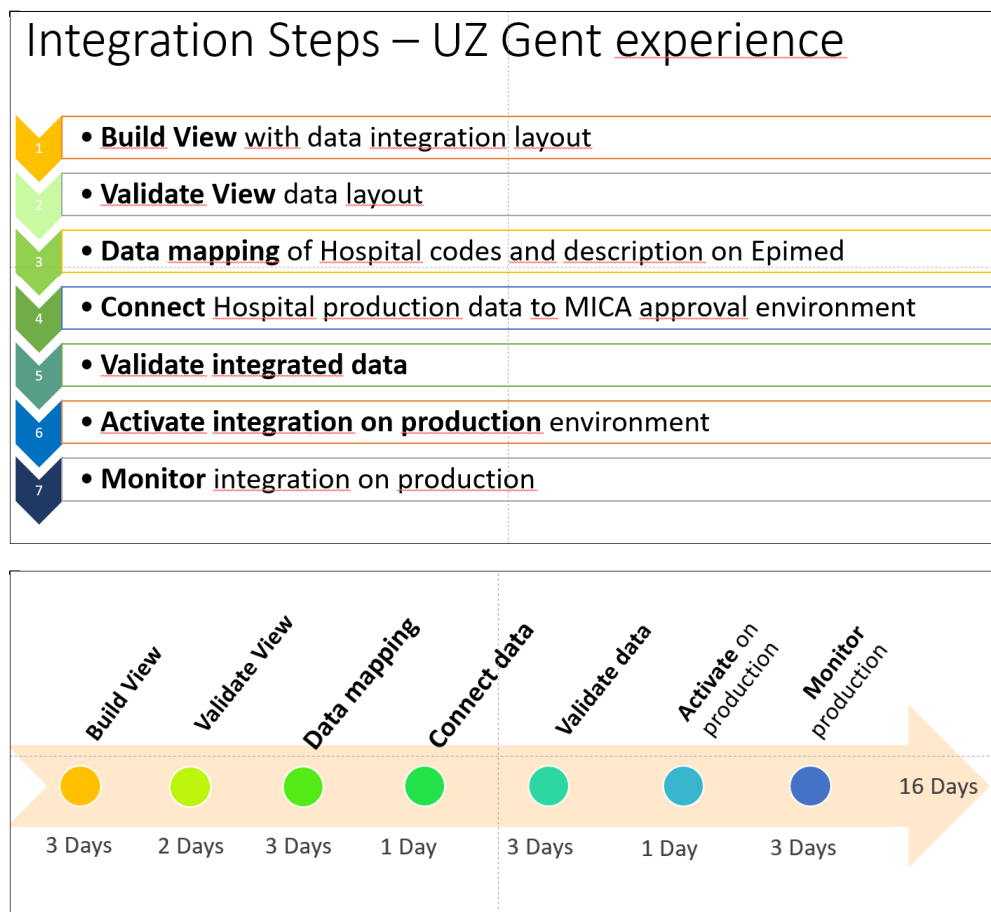 Integration Steps – UZ Gent experience
1
• Build View with data integration layout
2
• Validate View data layout
3
• Data mapping of Hospital codes and description on Epimed
4
• Connect Hospital production data to MICA approval environment
5
• Validate integrated data
6
• Activate integration on production environment
7
• Monitor integration on production
Build View
Validate View
Data mapping
Connect data
Validate data
Activate on
production
Monitor
production
16 Days
3 Days
2 Days
3 Days
1 Day
3 Days
1 Day
3 Days